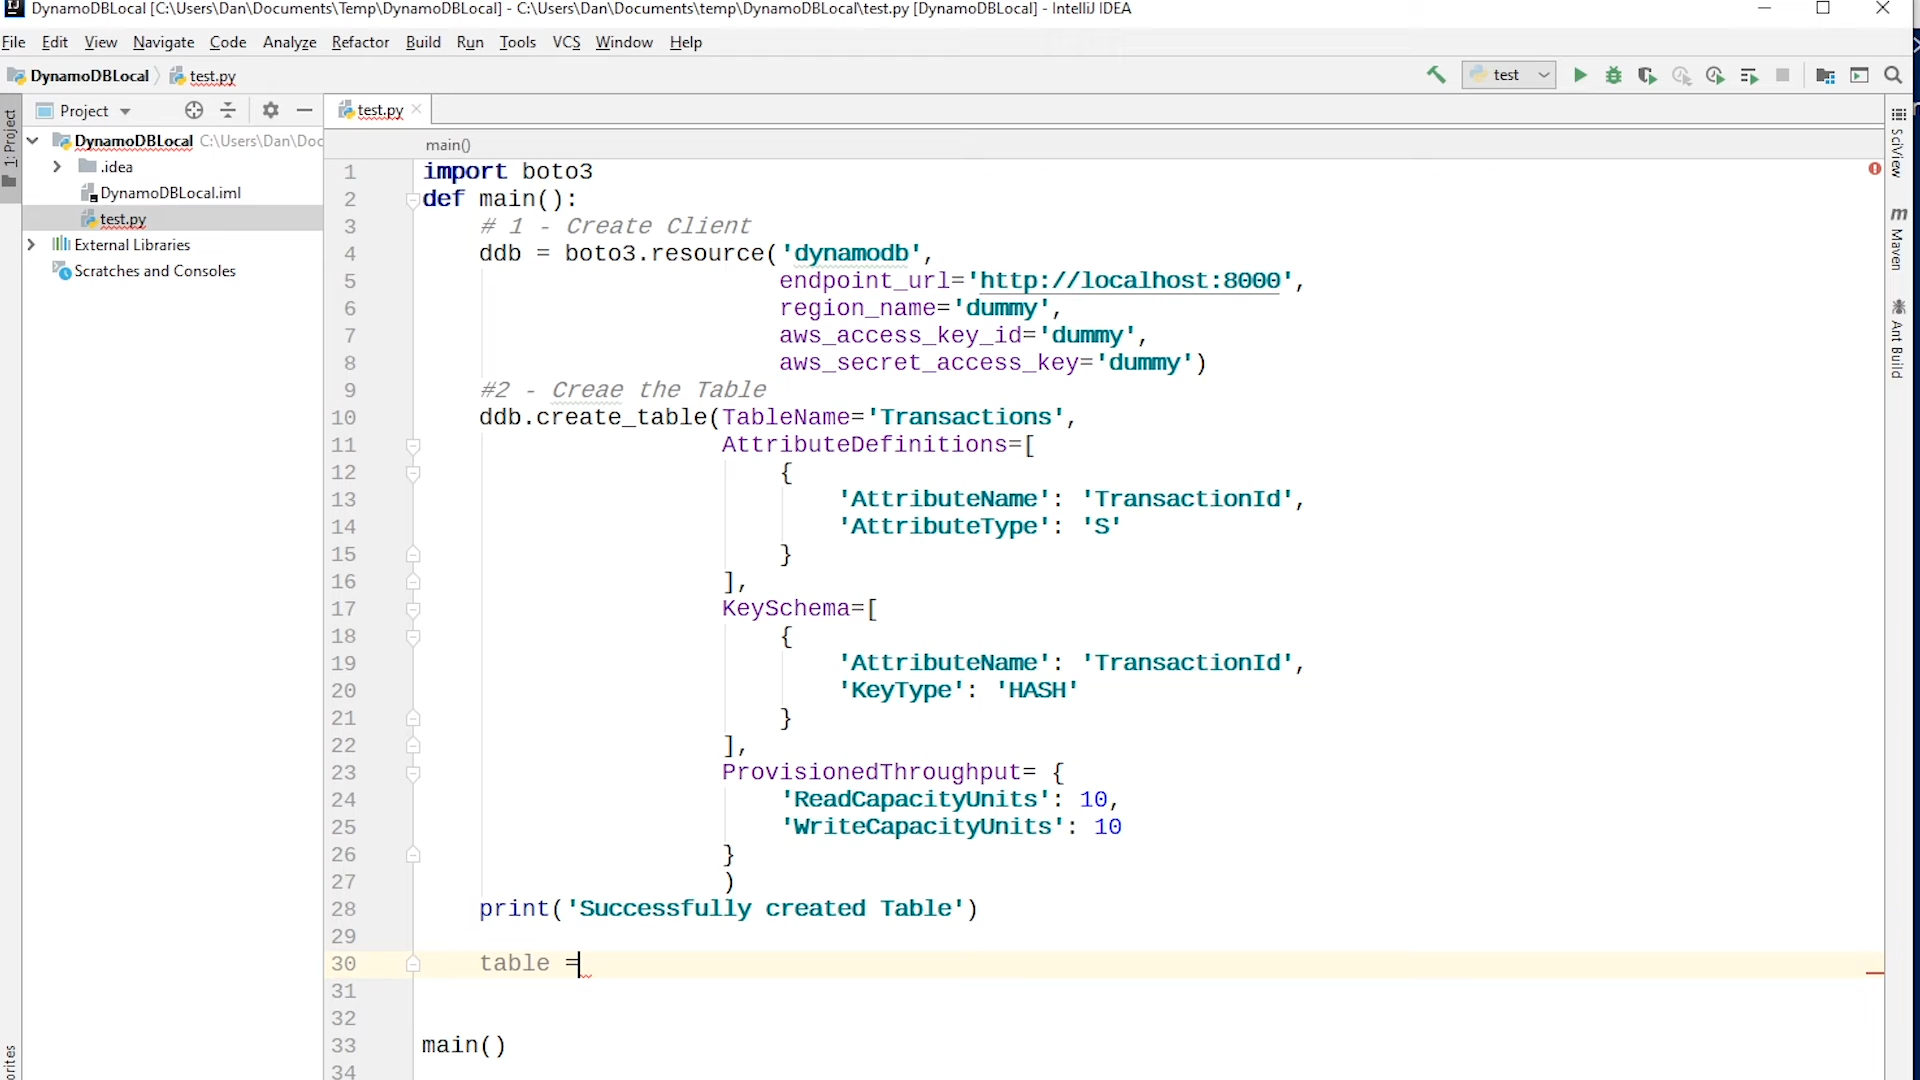 DynamoDBLocal [C:\Users\Dan\Documents\Temp\DynamoDBLocal] - C:\Users\Dan\Documents\temp\DynamoDBLocal\test.py [DynamoDBLocal] - IntelliJ IDEA
File Edit View Navigate Code Analyze Refactor Build Run Tools VCS Window Help
DynamoDBLocal test.py test
Project test.py
1: Project
DynamoDBLocal C:\Users\Dan\Doc
.idea
DynamoDBLocal.iml
test.py
External Libraries
Scratches and Consoles
main()
1 import boto3
2 def main():
3 # 1 - Create Client
4 ddb = boto3.resource('dynamodb',
5 endpoint_url='http://localhost:8000',
6 region_name='dummy',
7 aws_access_key_id='dummy',
8 aws_secret_access_key='dummy')
9 #2 - Creae the Table
10 ddb.create_table(TableName='Transactions',
11 AttributeDefinitions=[
12 {
13 'AttributeName': 'TransactionId',
14 'AttributeType': 'S'
15 }
16 ],
17 KeySchema=[
18 {
19 'AttributeName': 'TransactionId',
20 'KeyType': 'HASH'
21 }
22 ],
23 ProvisionedThroughput= {
24 'ReadCapacityUnits': 10,
25 'WriteCapacityUnits': 10
26 }
27 )
28 print('Successfully created Table')
29
30 table =
31
32
33 main()
34
SciView
m Maven
Ant Build